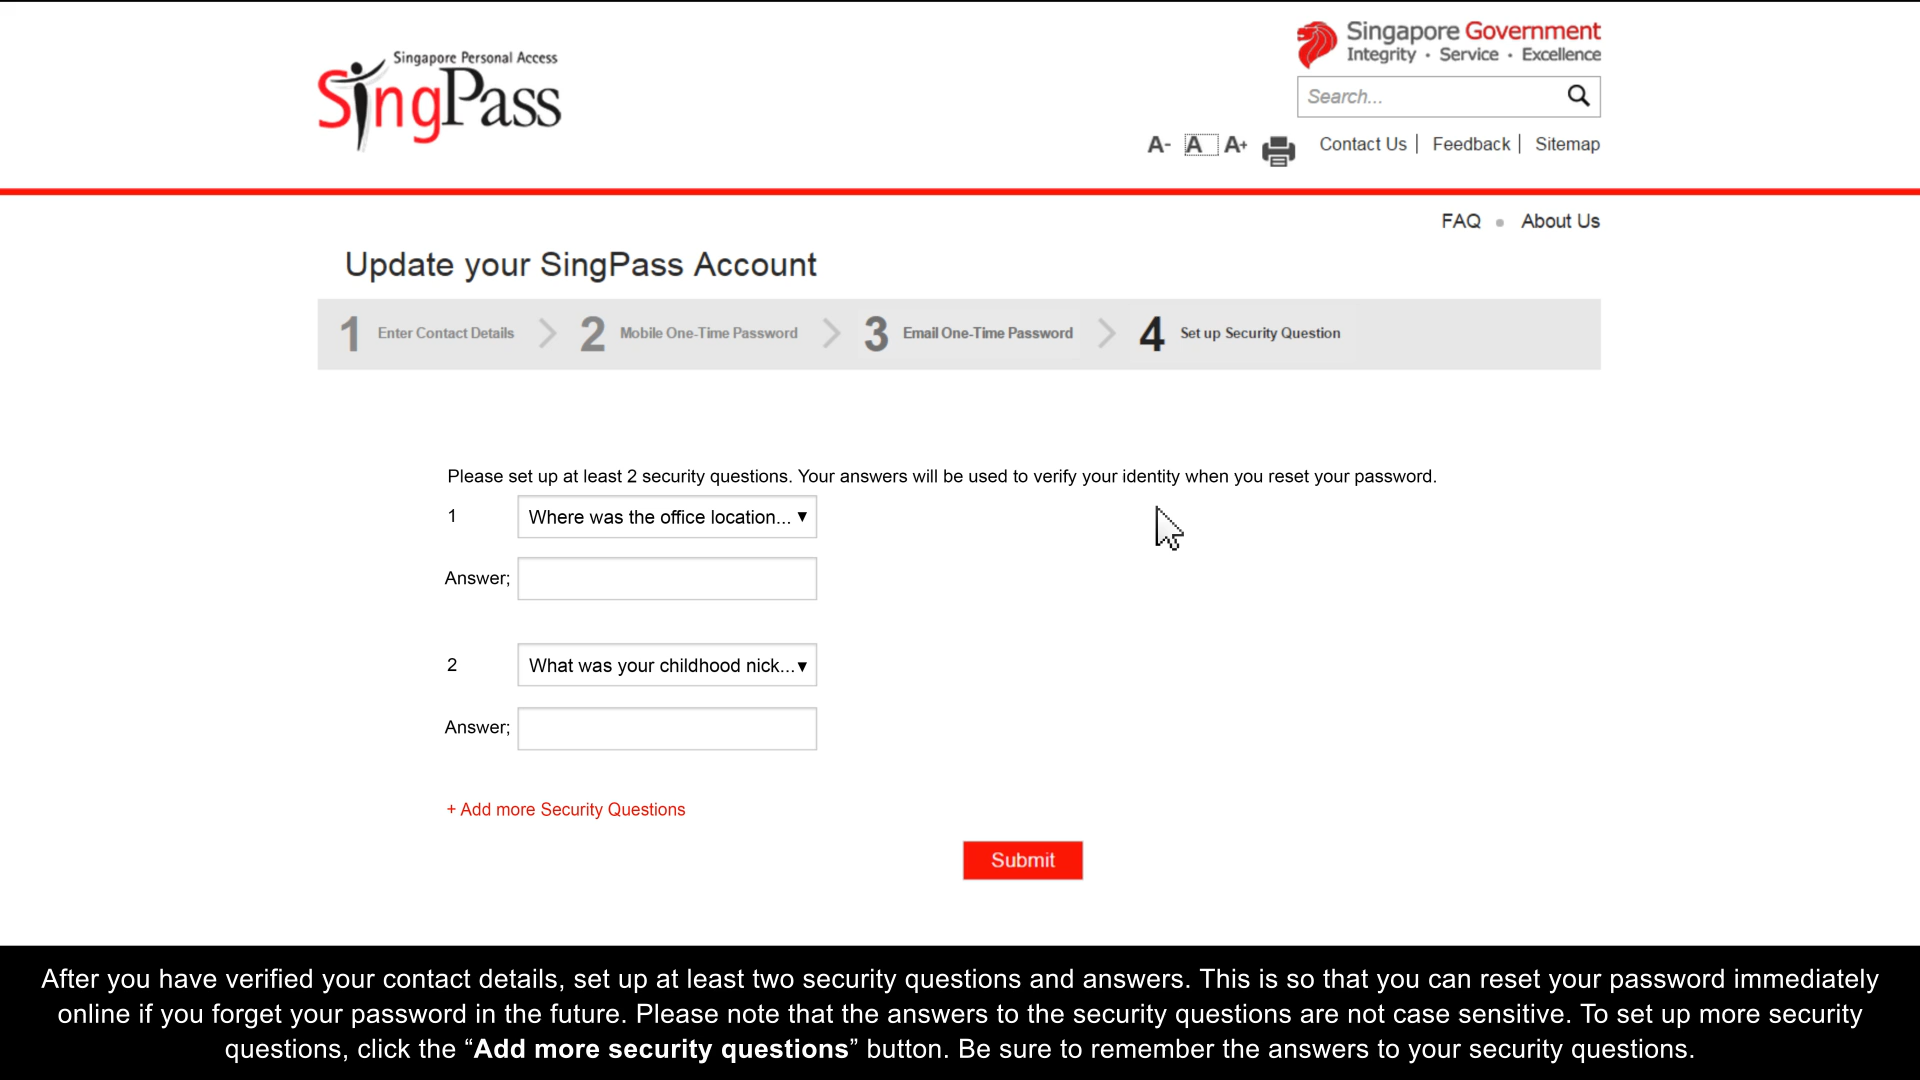 Singapore Personal Access
SingPass
Singapore Government
Integrity · Service · Excellence
Search...
A- A A+ Contact Us | Feedback | Sitemap
FAQ • About Us
Update your SingPass Account
1 Enter Contact Details 2 Mobile One-Time Password 3 Email One-Time Password 4 Set up Security Question
Please set up at least 2 security questions. Your answers will be used to verify your identity when you reset your password.
1 Where was the office location...
Answer;
2 What was your childhood nick...
Answer;
+ Add more Security Questions
Submit
After you have verified your contact details, set up at least two security questions and answers. This is so that you can reset your password immediately
online if you forget your password in the future. Please note that the answers to the security questions are not case sensitive. To set up more security
questions, click the “Add more security questions” button. Be sure to remember the answers to your security questions.